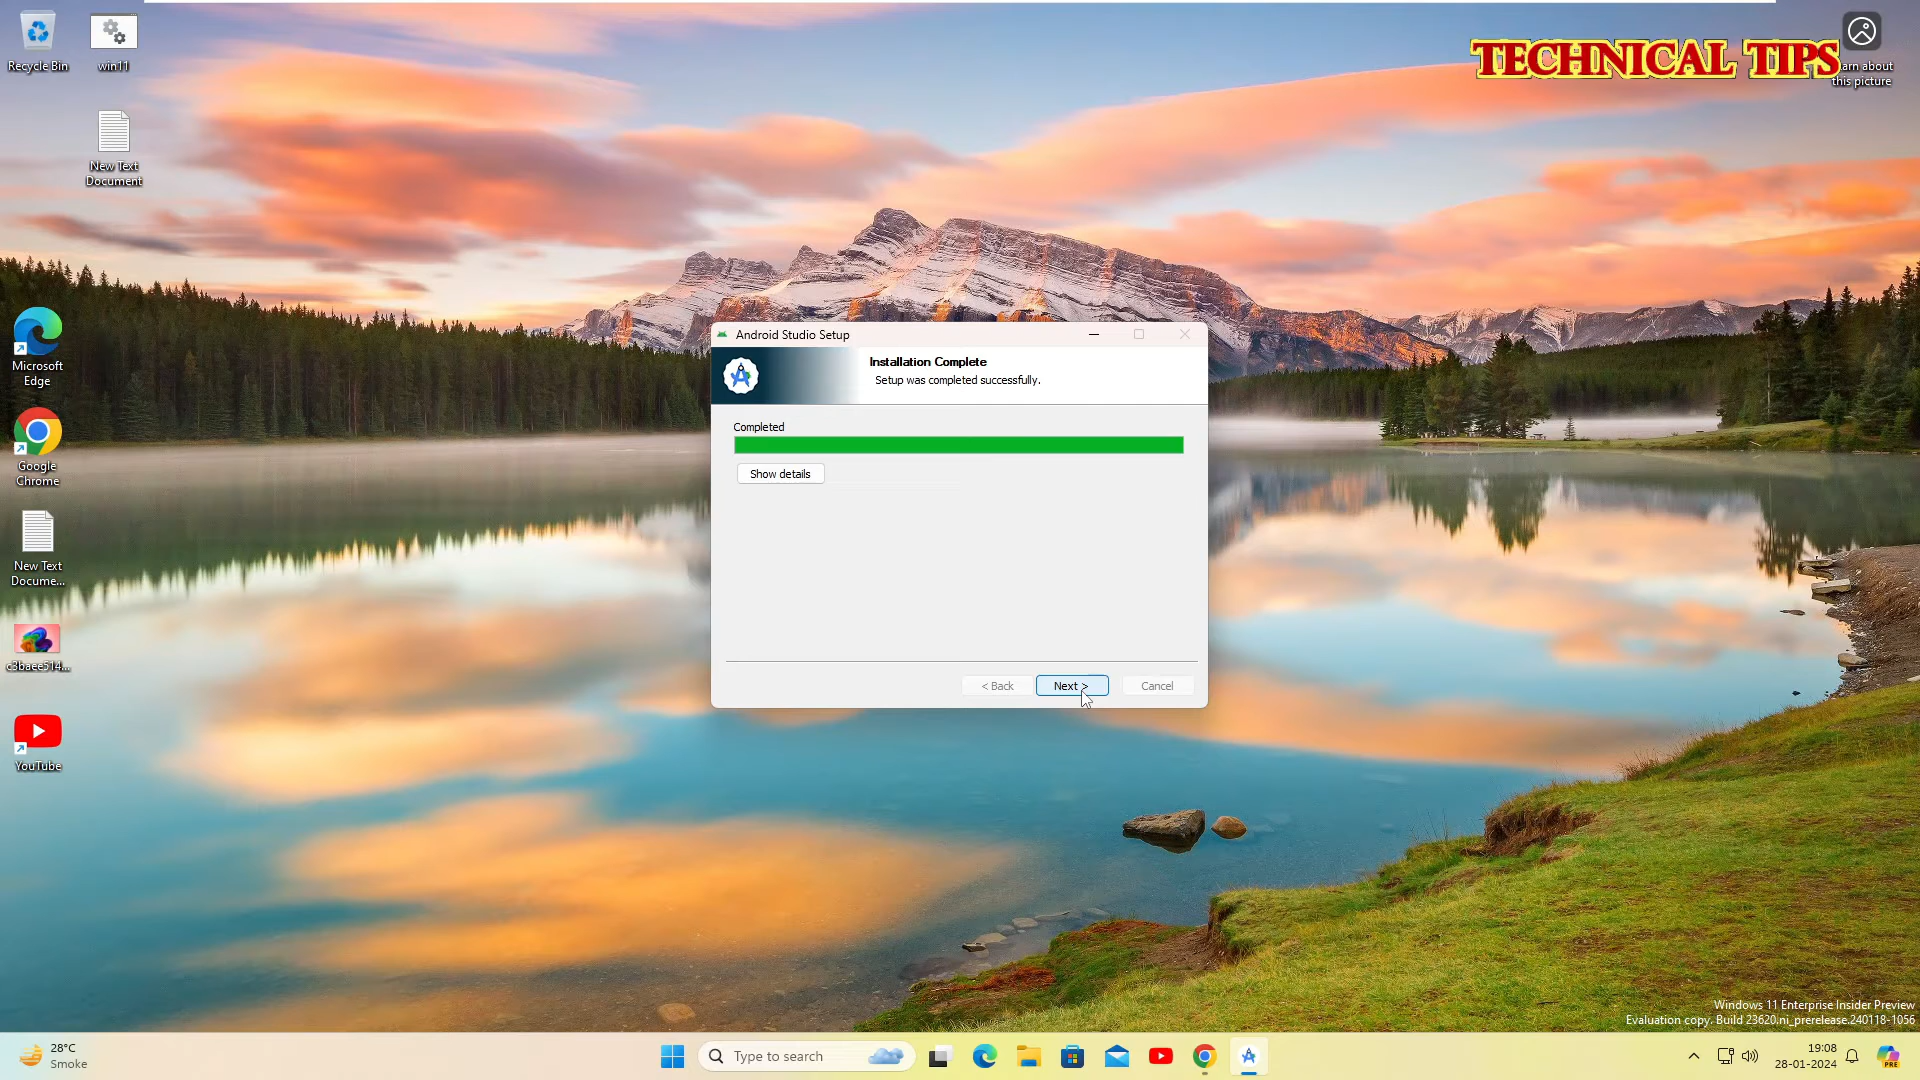 Recycle Bin
win11
TECHNICAL TIPS
this picture
New Text
Document
Microsoft
Edge
Google
Chrome
New Text
Docume...
c3baee514...
YouTube
Android Studio Setup
Installation Complete
Setup was completed successfully.
Completed
Show details
< Back
Next >
Cancel
Windows 11 Enterprise Insider Preview
Evaluation copy. Build 23620.ni_prerelease.240118-1056
28°C
Smoke
Type to search
PRE
19:08
28-01-2024